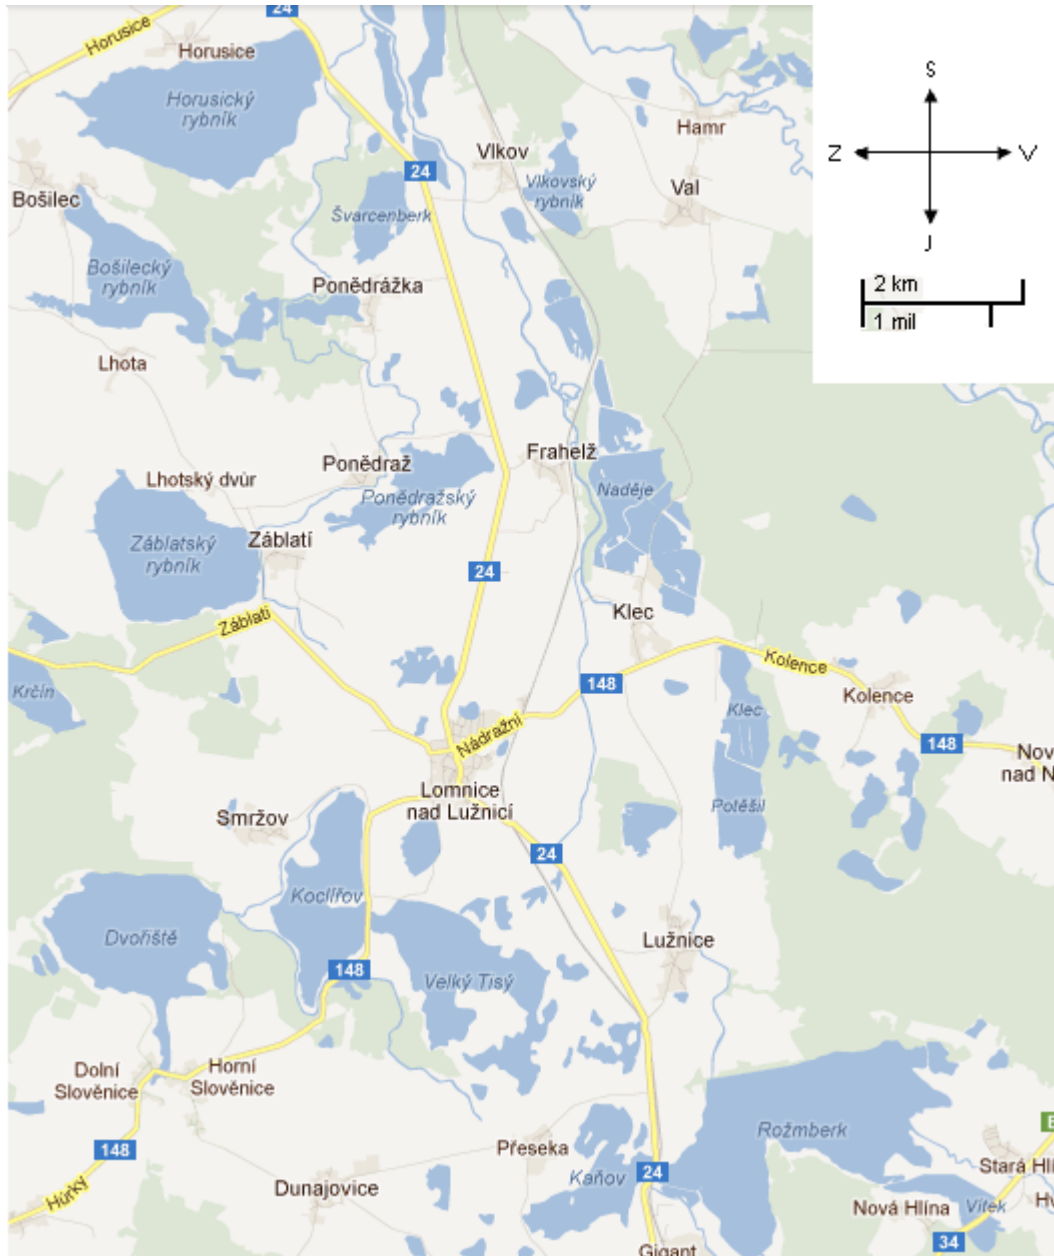 24
Horusice
Horusice
Horusický
rybník
S
Z
V
J
2 km
1 mil
Hamr
Vlkov
24
Val
Vlkovský
rybník
Bošilec
Švarcenberk
Bošilecký
rybník
Ponědrážka
Lhota
Frahelž
Ponědraž
Lhotský dvůr
Naděje
Ponědražský
rybník
Záblatský
rybník
Záblatí
24
Klec
Záblatí
Kolence
Krčín
148
Kolence
Klec
Nádražní
148
Nov
nad N
Lomnice
nad Lužnicí
Smržov
Potěšil
24
Koclířov
Dvořiště
Lužnice
148
Velký Tisý
Dolní
Slověnice
Horní
Slověnice
Rožmberk
E
148
Přeseka
Stará Hlí
Kaňov
24
Hůrky
Dunajovice
Nová Hlína
Vítek
Hv
34
Gigant